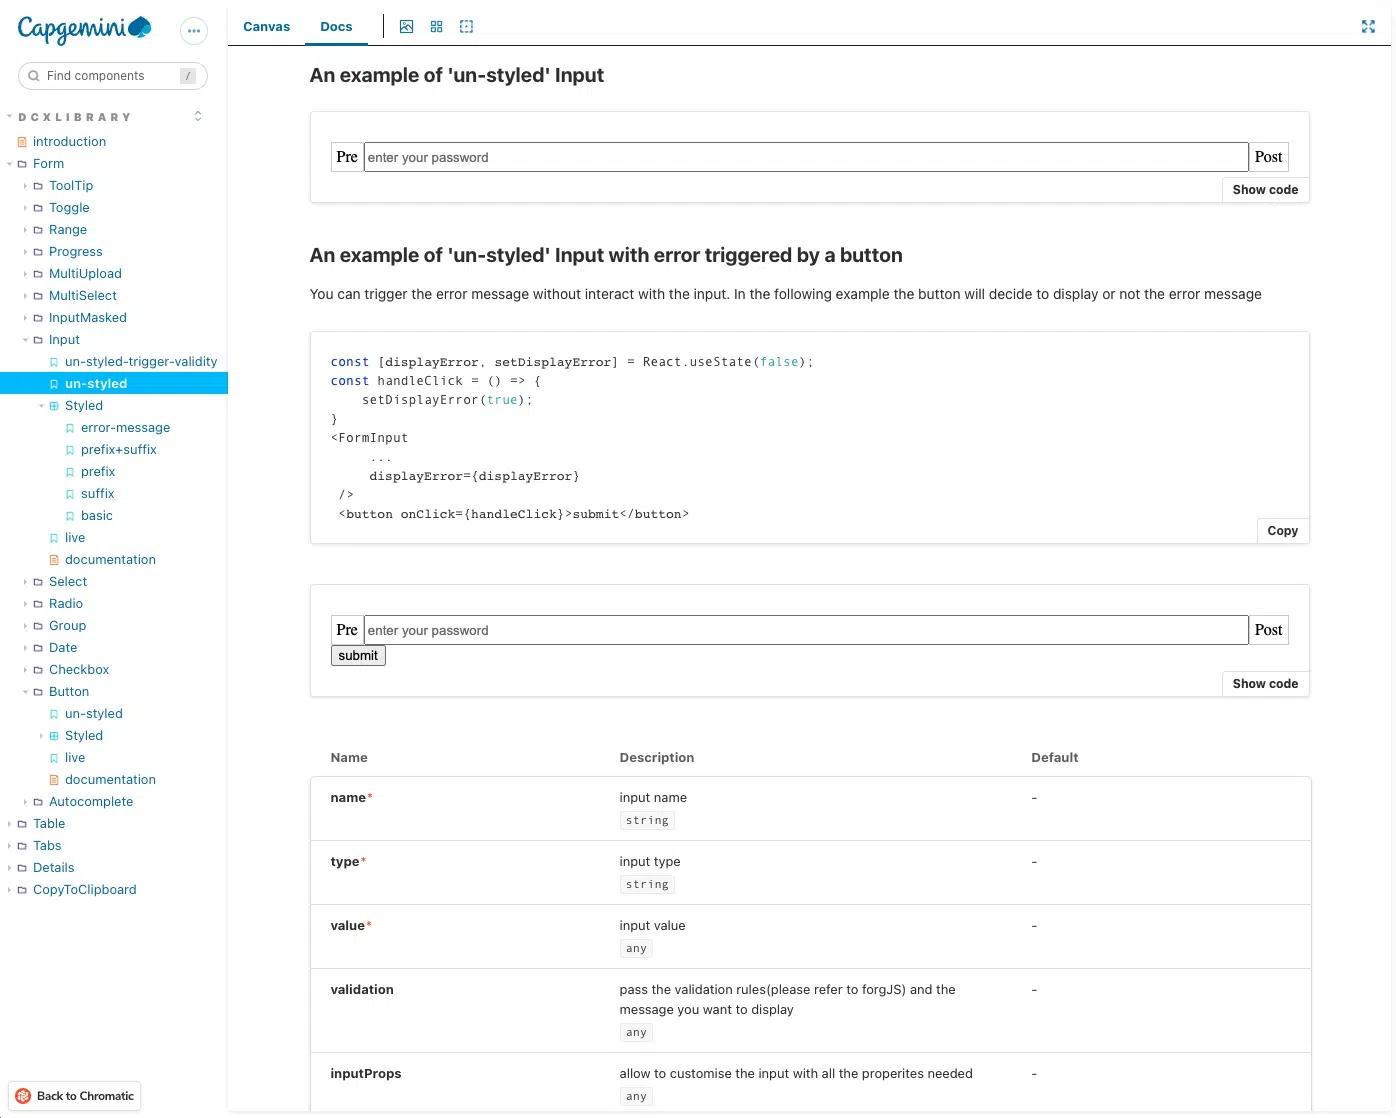 Capgemini
Find components
/
DCXLIBRARY
introduction
Form
ToolTip
Toggle
Range
Progress
MultiUpload
MultiSelect
InputMasked
Input
un-styled-trigger-validity
un-styled
Styled
error-message
prefix+suffix
prefix
suffix
basic
live
documentation
Select
Radio
Group
Date
Checkbox
Button
un-styled
Styled
live
documentation
Autocomplete
Table
Tabs
Details
CopyToClipboard
Back to Chromatic
Canvas
Docs
An example of 'un-styled' Input
Pre enter your password Post
Show code
An example of 'un-styled' Input with error triggered by a button
You can trigger the error message without interact with the input. In the following example the button will decide to display or not the error message
const [displayError, setDisplayError] = React.useState(false);
const handleClick = () => {
setDisplayError(true);
}
<FormInput
...
displayError={displayError}
/>
<button onClick={handleClick}>submit</button>
Copy
Pre enter your password Post
submit
Show code
Name Description Default
name* input name -
string
type* input type -
string
value* input value -
any
validation pass the validation rules(please refer to forgJS) and the -
message you want to display
any
inputProps allow to customise the input with all the properites needed -
any